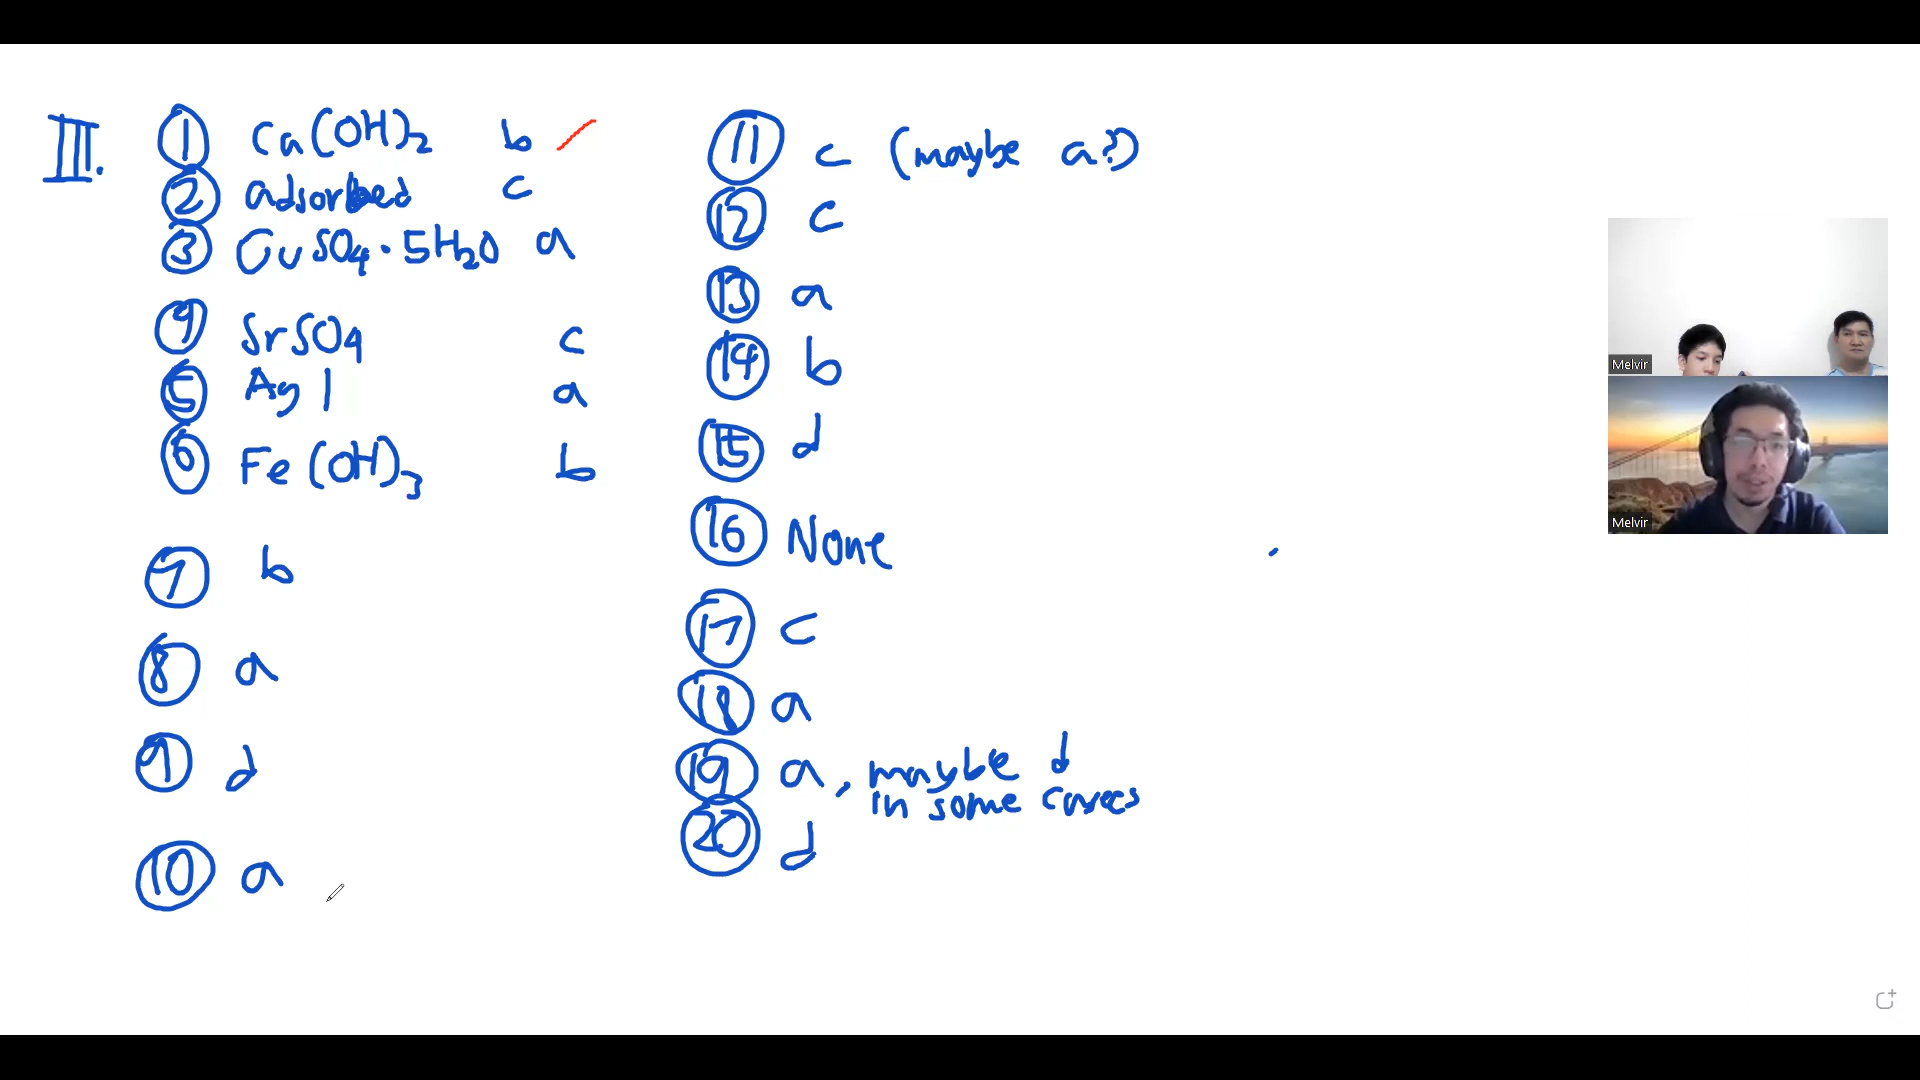 III.
1 Ca(OH)2 b
2 adsorbed c
3 CuSO4·5H2O a
4 SrSO4 c
5 AgI a
6 Fe(OH)3 b
7 b
8 a
9 d
10 a
11 c (maybe a?)
12 c
13 a
14 b
15 d
16 None
17 c
18 a
19 a, maybe d
in some cases
20 d
Melvir
Melvir